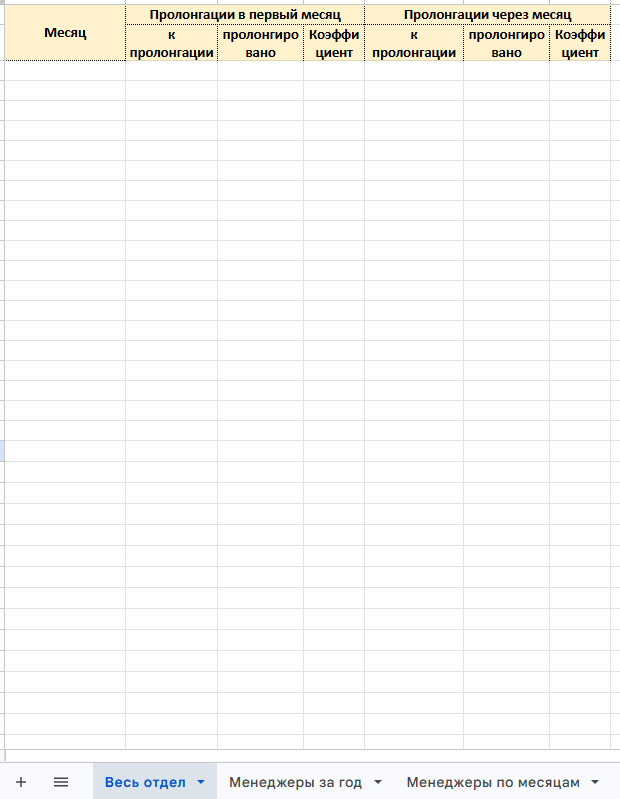 Месяц
Пролонгации в первый месяц
Пролонгации через месяц
к
пролонгации
пролонгиро
вано
Коэффи
циент
к
пролонгации
пролонгиро
вано
Коэффи
циент
Весь отдел
Менеджеры за год
Менеджеры по месяцам